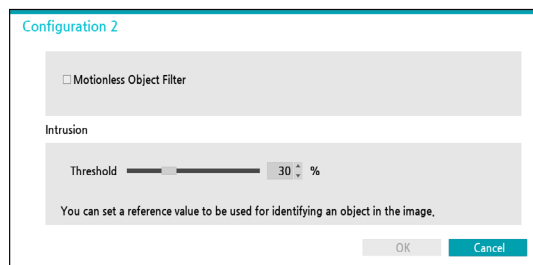 Configuration 2
Motionless Object Filter
Intrusion
Threshold 30 %
You can set a reference value to be used for identifying an object in the image.
OK Cancel